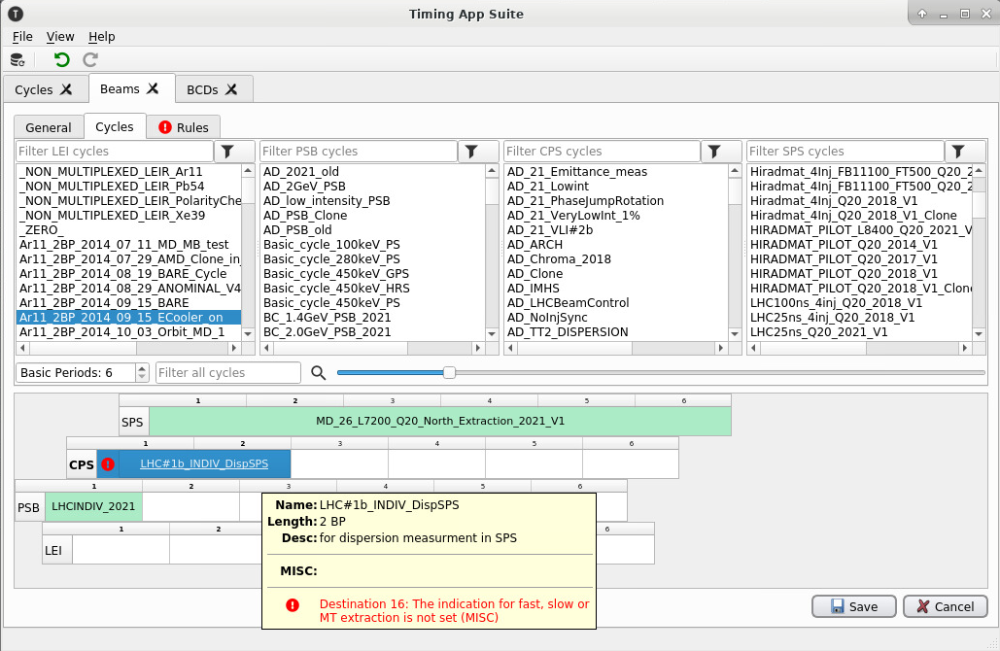 T Timing App Suite
File View Help
Cycles Beams BCDs
General Cycles Rules
Filter LEI cycles
_NON_MULTIPLEXED_LEIR_Ar11
_NON_MULTIPLEXED_LEIR_Pb54
_NON_MULTIPLEXED_LEIR_PolarityChe
_NON_MULTIPLEXED_LEIR_Xe39
_ZERO_
Ar11_2BP_2014_07_11_MD_MB_test
Ar11_2BP_2014_07_29_AMD_Clone_in
Ar11_2BP_2014_08_19_BARE_Cycle
Ar11_2BP_2014_08_29_ANOMINAL_V4
Ar11_2BP_2014_09_15_BARE
Ar11_2BP_2014_09_15_ECooler_on
Ar11_2BP_2014_10_03_Orbit_MD_1
Filter PSB cycles
AD_2021_old
AD_2GeV_PSB
AD_low_intensity_PSB
AD_PSB_Clone
AD_PSB_old
Basic_cycle_100keV_PS
Basic_cycle_280keV_PS
Basic_cycle_450keV_GPS
Basic_cycle_450keV_HRS
Basic_cycle_450keV_PS
BC_1.4GeV_PSB_2021
BC_2.0GeV_PSB_2021
Filter CPS cycles
AD_21_Emittance_meas
AD_21_Lowint
AD_21_PhaseJumpRotation
AD_21_VeryLowInt_1%
AD_21_VLI#2b
AD_ARCH
AD_Chroma_2018
AD_Clone
AD_IMHS
AD_LHCBeamControl
AD_NoInjSync
AD_TT2_DISPERSION
Filter SPS cycles
Hiradmat_4Inj_FB11100_FT500_Q20_2
Hiradmat_4Inj_FB11100_FT500_Q20_2
Hiradmat_4Inj_Q20_2018_V1
Hiradmat_4Inj_Q20_2018_V1_Clone
HIRADMAT_PILOT_L8400_Q20_2021_V
HIRADMAT_PILOT_Q20_2014_V1
HIRADMAT_PILOT_Q20_2017_V1
HIRADMAT_PILOT_Q20_2018_V1
HIRADMAT_PILOT_Q20_2018_V1_Clone
LHC100ns_4inj_Q20_2018_V1
LHC25ns_4inj_Q20_2018_V1
LHC25ns_Q20_2021_V1
Basic Periods: 6 Filter all cycles
1 2 3 4 5 6
SPS MD_26_L7200_Q20_North_Extraction_2021_V1
1 2 3 4 5 6
CPS LHC#1b_INDIV_DispSPS
1 2 3 4 5 6
PSB LHCINDIV_2021
1 2 6
LEI
Name: LHC#1b_INDIV_DispSPS
Length: 2 BP
Desc: for dispersion measurment in SPS
MISC:
Destination 16: The indication for fast, slow or
MT extraction is not set (MISC)
Save Cancel